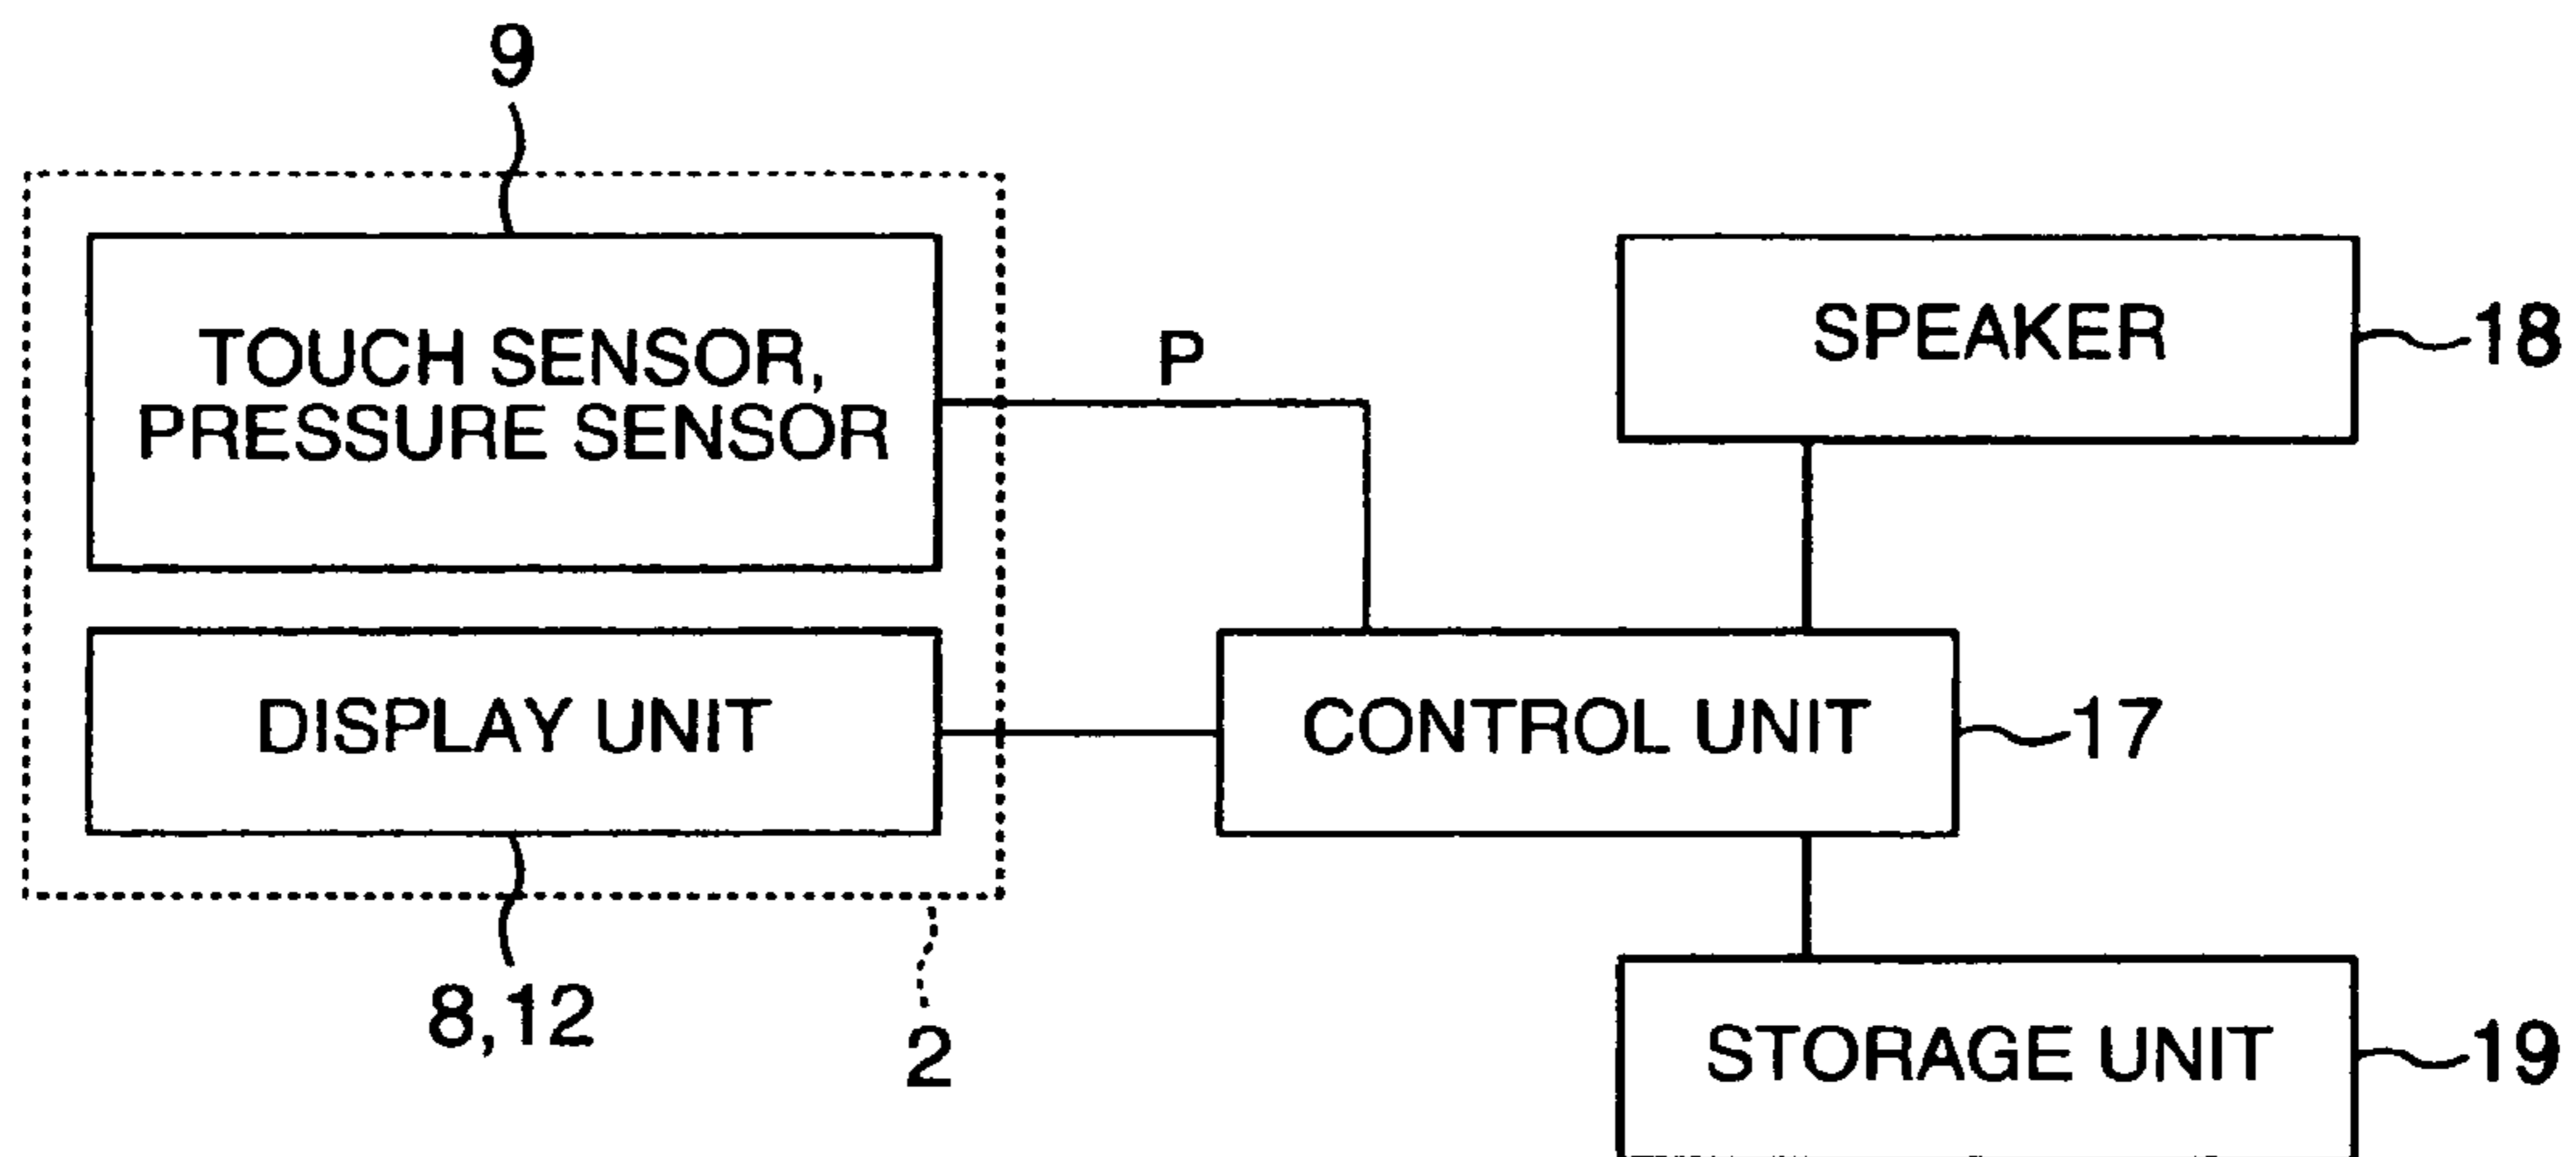 9
TOUCH SENSOR,
PRESSURE SENSOR
P
SPEAKER
18
DISPLAY UNIT
CONTROL UNIT
17
8,12
2
STORAGE UNIT
19